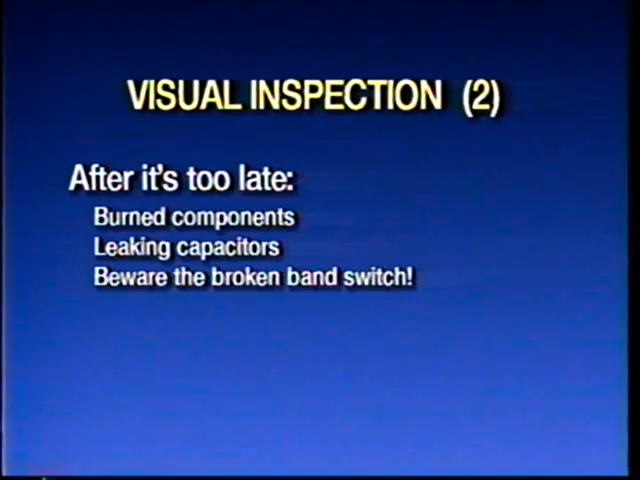 VISUAL INSPECTION (2)
After it's too late:
Burned components
Leaking capacitors
Beware the broken band switch!